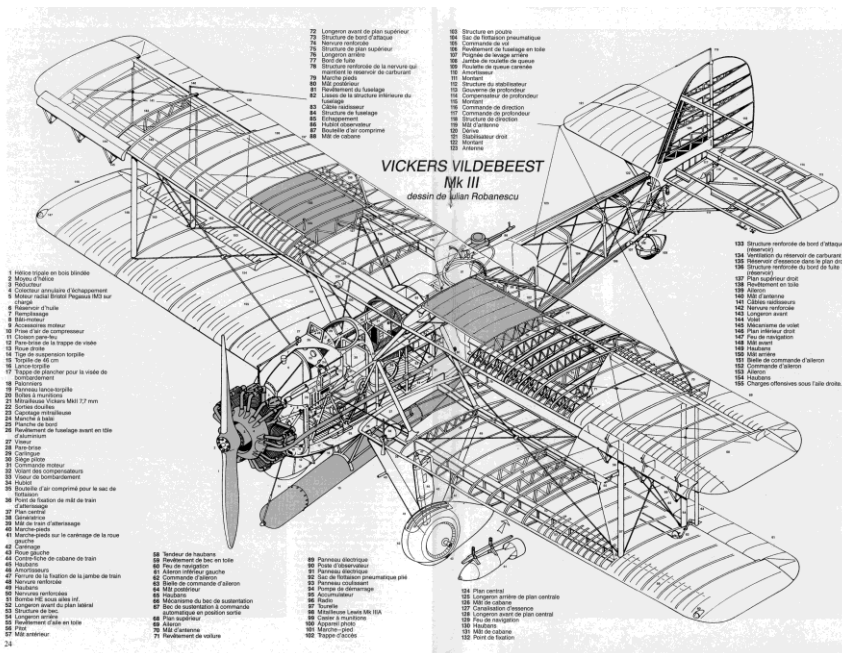 VICKERS VILDEBEEST
Mk III
dessin de Iulian Robanescu
1 Hélice tripale en bois blindée
2 Moyeu d'hélice
3 Réducteur
4 Collecteur annulaire d'échappement
5 Moteur radial Bristol Pegasus IM3 sur
chargé
6 Réservoir d'huile
7 Remplissage
8 Bâti-moteur
9 Accessoires moteur
10 Prise d'air de compresseur
11 Cloison pare-feu
12 Pare-brise de la trappe de visée
13 Roue droite
14 Tige de suspension torpille
15 Torpille de 46 cm
16 Lance-torpille
17 Trappe de plancher pour la visée de
bombardement
18 Palonniers
19 Panneau lance-torpille
20 Boîtes à munitions
21 Mitrailleuse Vickers MkII 7,7 mm
22 Sorties douilles
23 Capotage mitrailleuse
24 Manche à balai
25 Planche de bord
26 Revêtement de fuselage avant en tôle
d'aluminium
27 Viseur
28 Pare-brise
29 Carlingue
30 Siège pilote
31 Commande moteur
32 Volant des compensateurs
33 Viseur de bombardement
34 Hublot
35 Bouteille d'air comprimé pour le sac de
flottaison
36 Point de fixation de mât de train
d'atterissage
37 Plan central
38 Génératrice
39 Mât de train d'atterissage
40 Marche-pieds
41 Marche-pieds sur le carénage de la roue
gauche
42 Carénage
43 Roue gauche
44 Contre-fiche de cabane de train
45 Haubans
46 Amortisseurs
47 Ferrure de la fixation de la jambe de train
48 Nervure renforcée
49 Haubans
50 Nervure renforcée
51 Bombe HE sous ailes inf.
52 Longeron avant du plan latéral
53 Structure de bec
54 Longeron arrière
55 Revêtement d'aile en toile
56 Pitot
57 Mât antérieur
24
58 Tendeur de haubans
59 Revêtement de bec en toile
60 Feu de navigation
61 Aileron inférieur gauche
62 Commande d'aileron
63 Bielle de commande d'aileron
64 Mât postérieur
65 Haubans
66 Mécanisme du bec de sustentation
67 Bec de sustentation à commande
automatique en position sortie
68 Plan supérieur
69 Aileron
70 Mât d'antenne
71 Revêtement de voilure
72 Longeron avant de plan supérieur
73 Structure de bord d'attaque
74 Nervure renforcée
75 Structure de plan supérieur
76 Longeron arrière
77 Bord de fuite
78 Structure renforcée de la nervure qui
maintient le réservoir de carburant
79 Marche pieds
80 Mât postérieur
81 Revêtement du fuselage
82 Lisses de la structure intérieure du
fuselage
83 Câble raidisseur
84 Structure de fuselage
85 Echappement
86 Hublot observateur
87 Bouteille d'air comprimé
88 Mât de cabane
89 Panneau électrique
90 Poste d'observateur
91 Panneau électrique
92 Sac de flottaison pneumatique plié
93 Panneau coulissant
94 Pompe de démarrage
95 Accumulateur
96 Radio
97 Tourelle
98 Mitailleuse Lewis Mk IIIA
99 Casier à munitions
100 Appareil photo
101 Marche-pied
102 Trappe d'accès
103 Structure en poutre
104 Sac de flottaison pneumatique
105 Commande de vol
106 Revêtement de fuselage en toile
107 Poignée de levage arrière
108 Jambe de roulette de queue
109 Roulette de queue carenée
110 Amortisseur
111 Montant
112 Structure du stabilisateur
113 Gouverne de profondeur
114 Compensateur de profondeur
115 Montant
116 Commande de direction
117 Commande de profondeur
118 Structure de direction
119 Mât d'antenne
120 Dérive
121 Stabilisateur droit
122 Montant
123 Antenne
124 Plan central
125 Longeron arrière de plan centrale
126 Mât de cabane
127 Canalisation d'essence
128 Longeron avant de plan central
129 Feu de navigation
130 Haubans
131 Mât de cabane
132 Point de fixation
133 Structure renforcée de bord d'attaque
(réservoir)
134 Ventilation du réservoir de carburant
135 Réservoir d'essence dans le plan droit
136 Structure renforcée du bord de fuite
(réservoir)
137 Plan supérieur droit
138 Revêtement en toile
139 Aileron
140 Mât d'antenne
141 Câbles raidisseurs
142 Nervure renforcée
143 Longeron avant
144 Volet
145 Mécanisme de volet
146 Plan inférieur droit
147 Feu de navigation
148 Mât avant
149 Haubans
150 Mât arrière
151 Bielle de commande d'aileron
152 Commande d'aileron
153 Aileron
154 Haubans
155 Charges offensives sous l'aile droite.